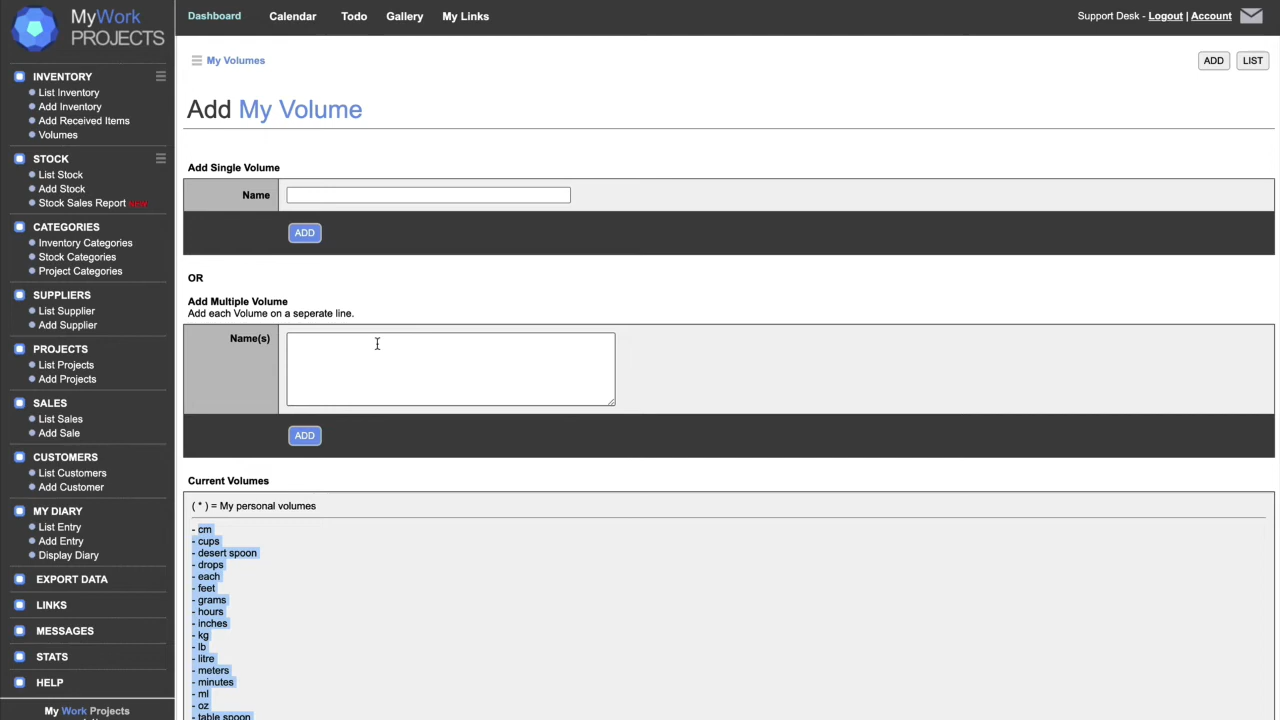 MyWork
PROJECTS
Dashboard Calendar Todo Gallery My Links
Support Desk - Logout | Account
INVENTORY
List Inventory
Add Inventory
Add Received Items
Volumes
STOCK
List Stock
Add Stock
Stock Sales Report NEW
CATEGORIES
Inventory Categories
Stock Categories
Project Categories
SUPPLIERS
List Supplier
Add Supplier
PROJECTS
List Projects
Add Projects
SALES
List Sales
Add Sale
CUSTOMERS
List Customers
Add Customer
MY DIARY
List Entry
Add Entry
Display Diary
EXPORT DATA
LINKS
MESSAGES
STATS
HELP
My Work Projects
My Volumes
ADD LIST
Add My Volume
Add Single Volume
Name
ADD
OR
Add Multiple Volume
Add each Volume on a seperate line.
Name(s)
ADD
Current Volumes
( * ) = My personal volumes
- cm
- cups
- desert spoon
- drops
- each
- feet
- grams
- hours
- inches
- kg
- lb
- litre
- meters
- minutes
- ml
- oz
- table spoon